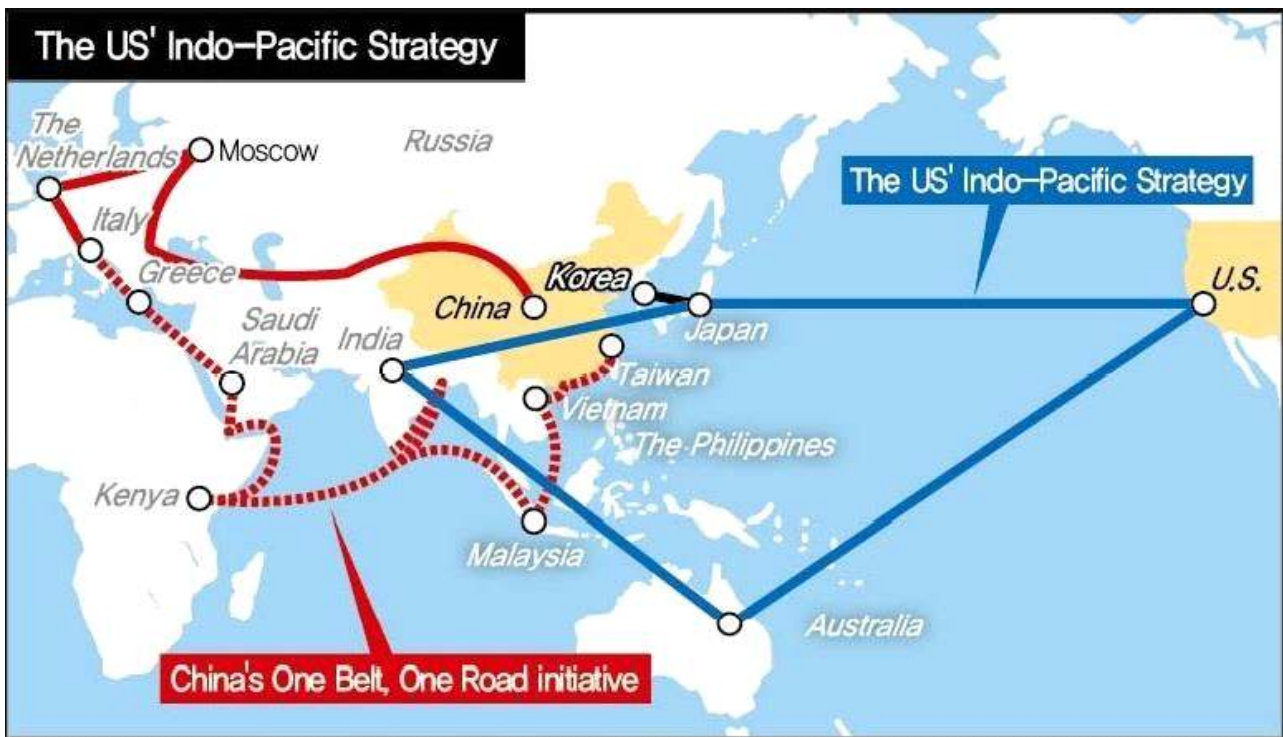 The US' Indo-Pacific Strategy
The
Netherlands
Moscow
Russia
The US' Indo-Pacific Strategy
Italy
Greece
Korea
U.S.
China
Saudi
Arabia
India
Japan
Taiwan
Vietnam
The Philippines
Kenya
Malaysia
Australia
China's One Belt, One Road initiative